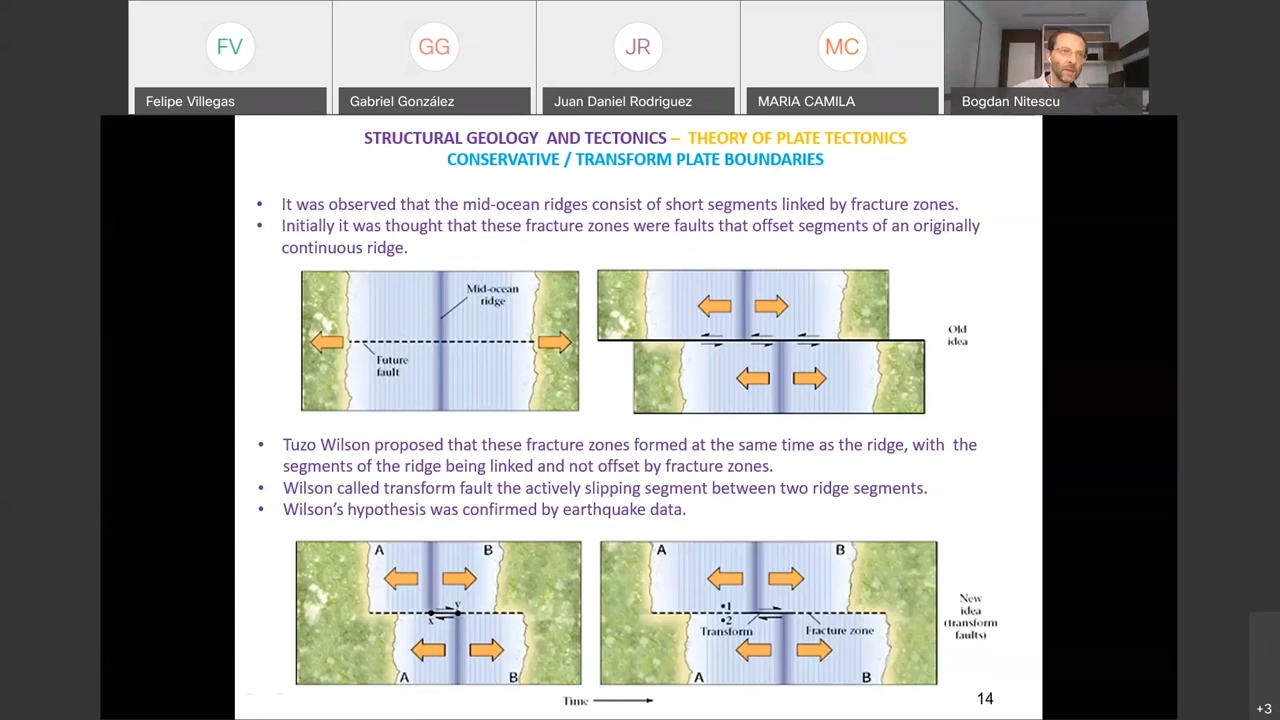 FV
GG
JR
MC
Felipe Villegas
Gabriel González
Juan Daniel Rodriguez
MARIA CAMILA
Bogdan Nitescu
STRUCTURAL GEOLOGY AND TECTONICS – THEORY OF PLATE TECTONICS
CONSERVATIVE / TRANSFORM PLATE BOUNDARIES
• It was observed that the mid-ocean ridges consist of short segments linked by fracture zones.
• Initially it was thought that these fracture zones were faults that offset segments of an originally
continuous ridge.
Mid-ocean
ridge
Future
fault
Old
idea
• Tuzo Wilson proposed that these fracture zones formed at the same time as the ridge, with the
segments of the ridge being linked and not offset by fracture zones.
• Wilson called transform fault the actively slipping segment between two ridge segments.
• Wilson's hypothesis was confirmed by earthquake data.
A B
y
x
A B
A B
•1
•2
Transform
Fracture zone
A B
New
idea
(transform
faults)
Time
14
+3